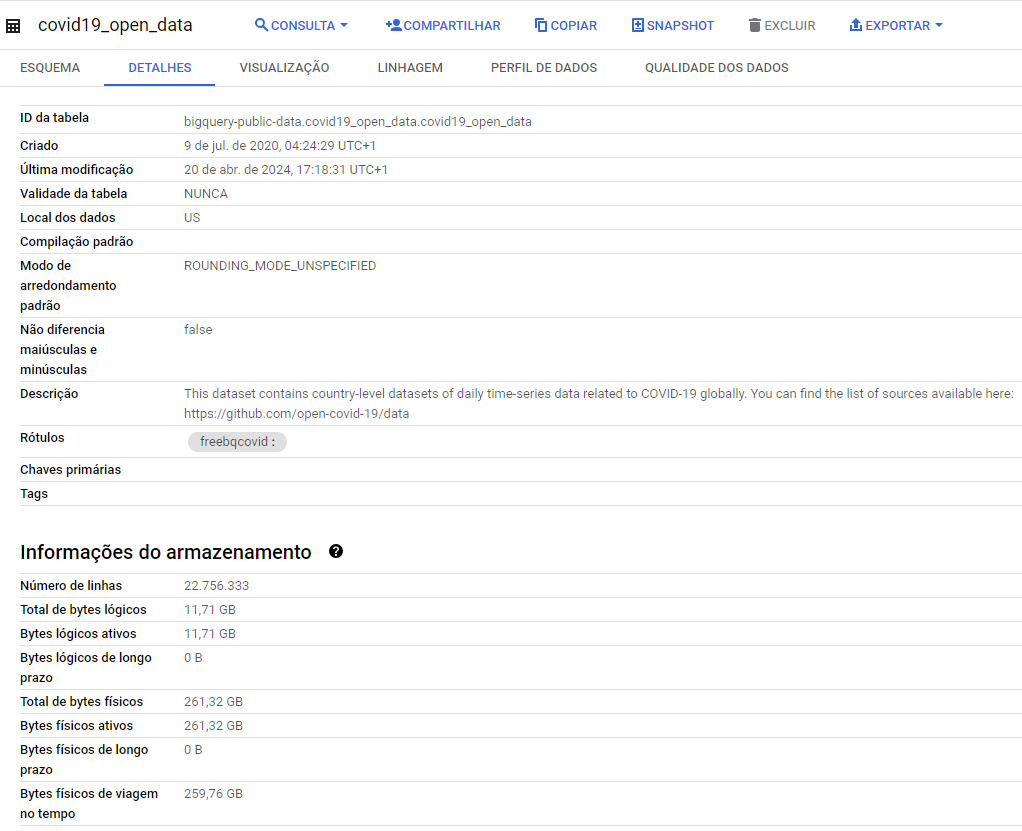 covid19_open_data CONSULTA COMPARTILHAR COPIAR SNAPSHOT EXCLUIR EXPORTAR
ESQUEMA DETALHES VISUALIZAÇÃO LINHAGEM PERFIL DE DADOS QUALIDADE DOS DADOS
ID da tabela bigquery-public-data.covid19_open_data.covid19_open_data
Criado 9 de jul. de 2020, 04:24:29 UTC+1
Última modificação 20 de abr. de 2024, 17:18:31 UTC+1
Validade da tabela NUNCA
Local dos dados US
Compilação padrão
Modo de ROUNDING_MODE_UNSPECIFIED
arredondamento
padrão
Não diferencia false
maiúsculas e
minúsculas
Descrição This dataset contains country-level datasets of daily time-series data related to COVID-19 globally. You can find the list of sources available here:
https://github.com/open-covid-19/data
Rótulos freebqcovid :
Chaves primárias
Tags
Informações do armazenamento ?
Número de linhas 22.756.333
Total de bytes lógicos 11,71 GB
Bytes lógicos ativos 11,71 GB
Bytes lógicos de longo 0 B
prazo
Total de bytes físicos 261,32 GB
Bytes físicos ativos 261,32 GB
Bytes físicos de longo 0 B
prazo
Bytes físicos de viagem 259,76 GB
no tempo